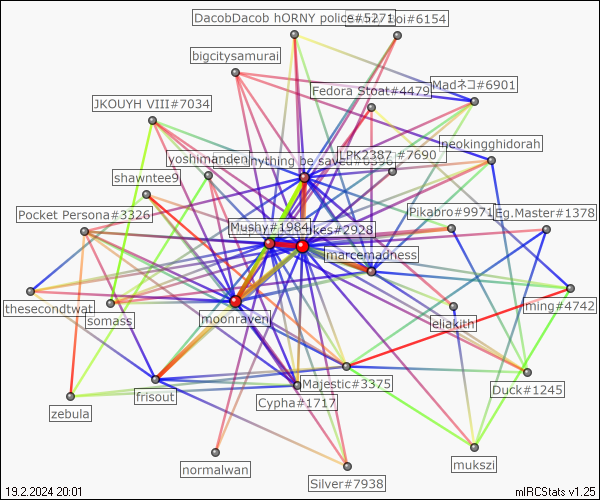 DacobDacob hORNY police#5271
oi#6154
bigcitysamurai
Fedora Stoat#4479
Madネコ#6901
JKOUYH VIII#7034
neokingghidorah
yoshimanden
nything be saved
LPK2387 #7690
shawntee9
Pocket Persona#3326
Pikabro#9971
Eg.Master#1378
Mushy#1984
kes#2928
marcemadness
thesecondtwat
somass
moonraven
eliakith
ming#4742
Majestic#3375
Duck#1245
frisout
Cypha#1717
zebula
mukszi
normalwan
Silver#7938
19.2.2024 20:01
mIRCStats v1.25